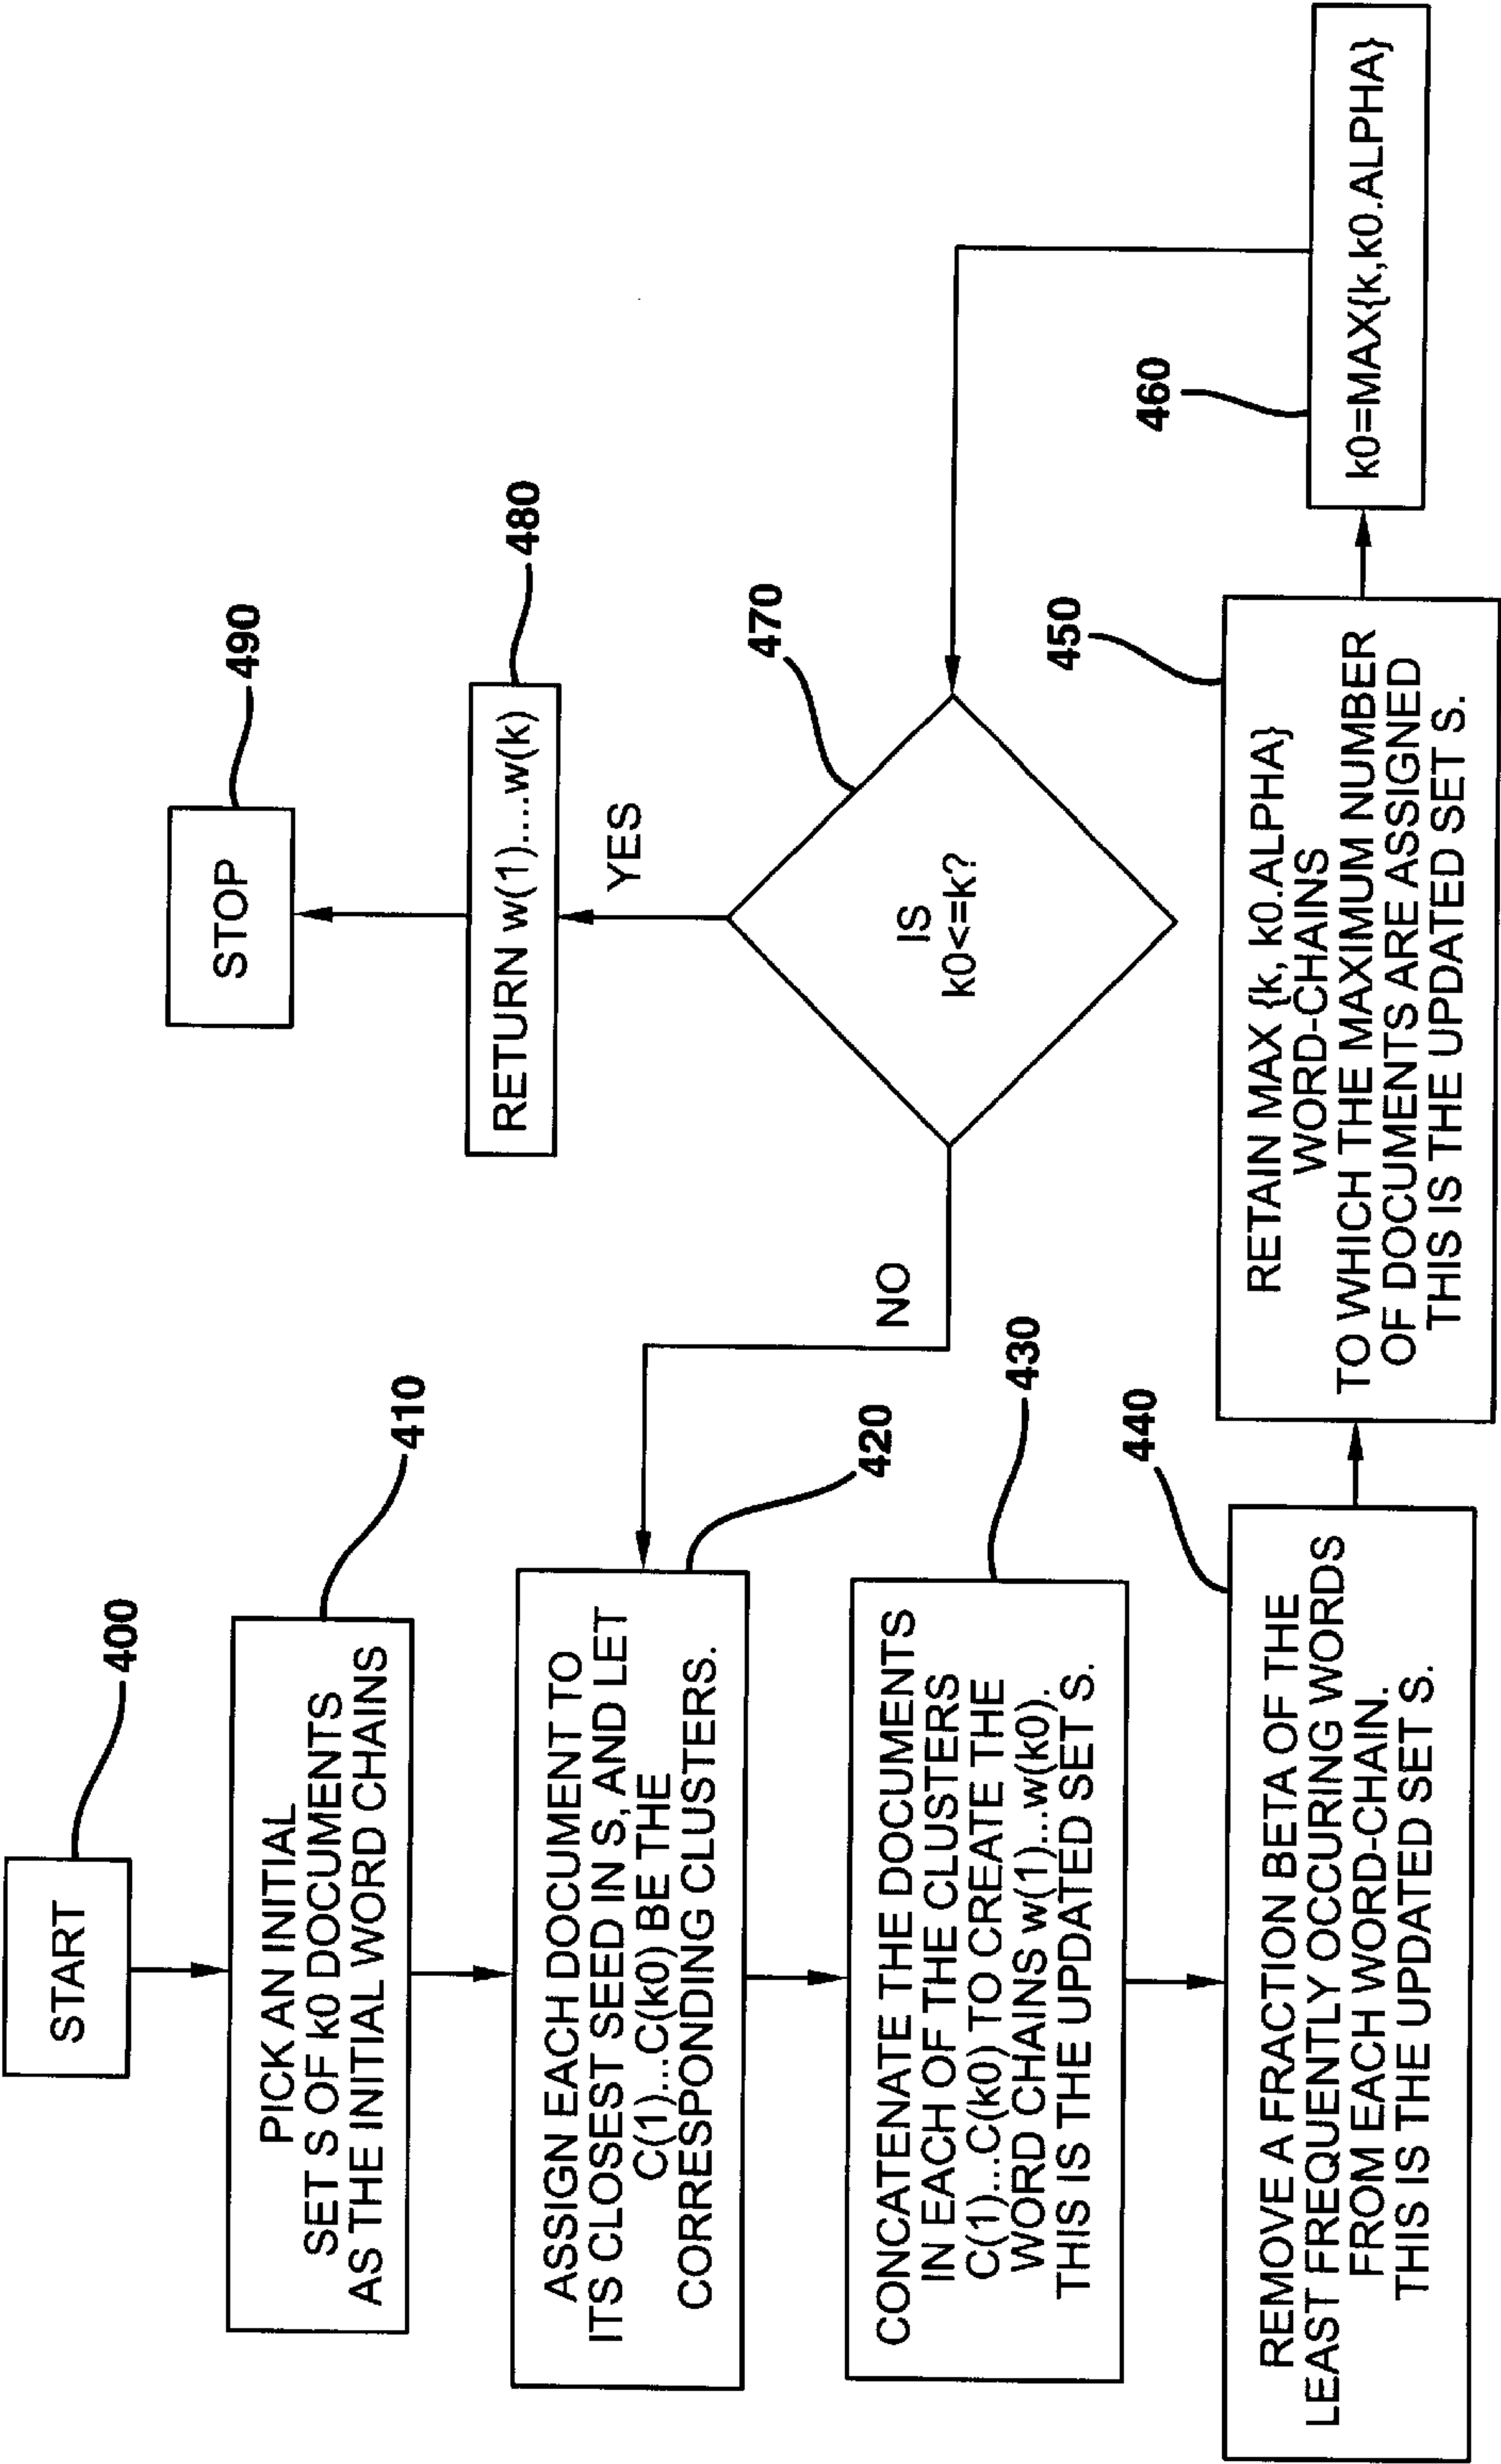 START
400
PICK AN INITIAL
SET S OF k0 DOCUMENTS
AS THE INITIAL WORD CHAINS
410
ASSIGN EACH DOCUMENT TO
ITS CLOSEST SEED IN S, AND LET
C(1)...C(k0) BE THE
CORRESPONDING CLUSTERS.
420
CONCATENATE THE DOCUMENTS
IN EACH OF THE CLUSTERS
C(1)...C(k0) TO CREATE THE
WORD CHAINS w(1)...w(k0).
THIS IS THE UPDATED SET S.
430
REMOVE A FRACTION BETA OF THE
LEAST FREQUENTLY OCCURING WORDS
FROM EACH WORD-CHAIN.
THIS IS THE UPDATED SET S.
440
RETAIN MAX {k, k0.ALPHA}
WORD-CHAINS
TO WHICH THE MAXIMUM NUMBER
OF DOCUMENTS ARE ASSIGNED
THIS IS THE UPDATED SET S.
450
k0=MAX{k,k0.ALPHA}
460
IS
k0<=k?
470
NO
YES
RETURN w(1)....w(k)
480
STOP
490